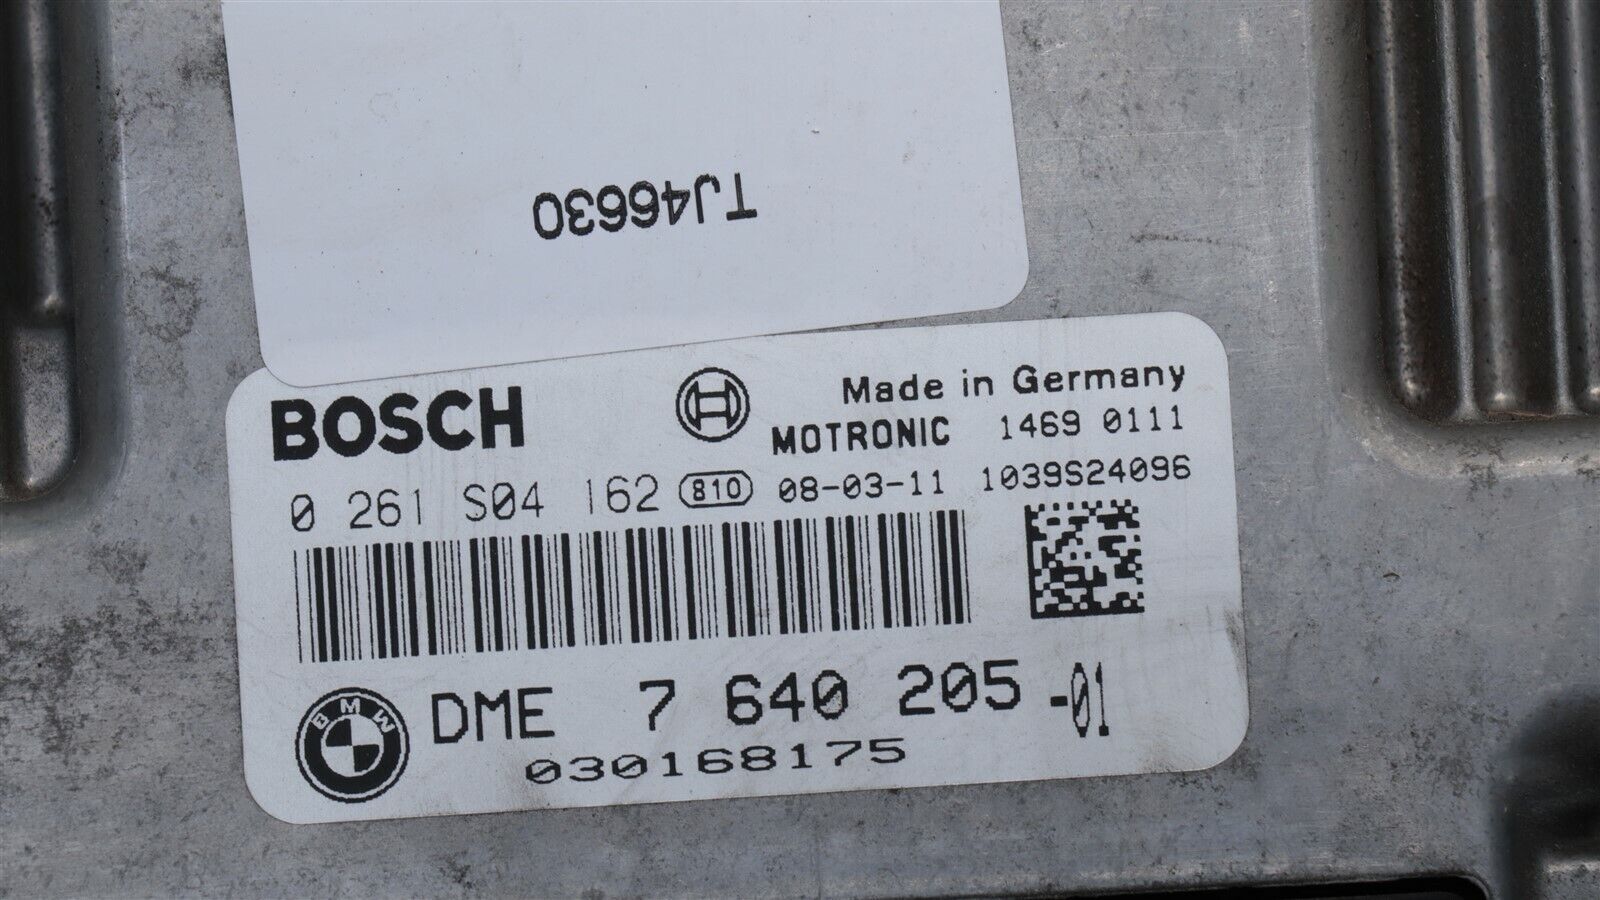 TJ46630
BOSCH
Made in Germany
MOTRONIC 1469 0111
0 261 S04 162 810 08-03-11 1039S24096
BMW DME 7 640 205 -01
030168175